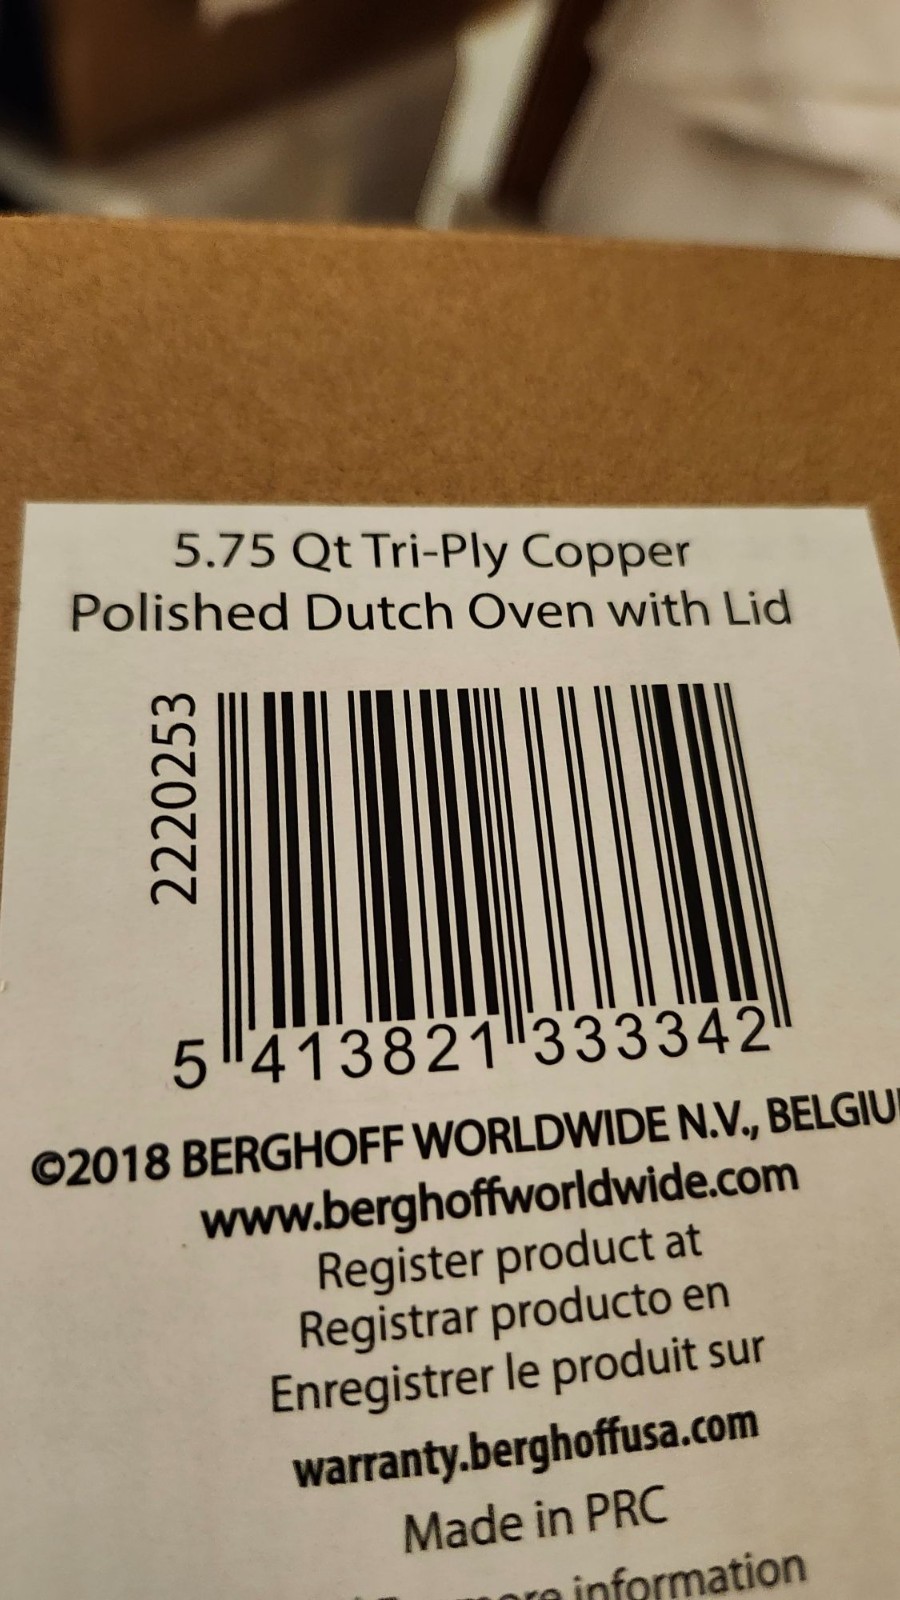 5.75 Qt Tri-Ply Copper
Polished Dutch Oven with Lid
2220253
5 413821 333342
©2018 BERGHOFF WORLDWIDE N.V., BELGIU
www.berghoffworldwide.com
Register product at
Registrar producto en
Enregistrer le produit sur
warranty.berghoffusa.com
Made in PRC
more information